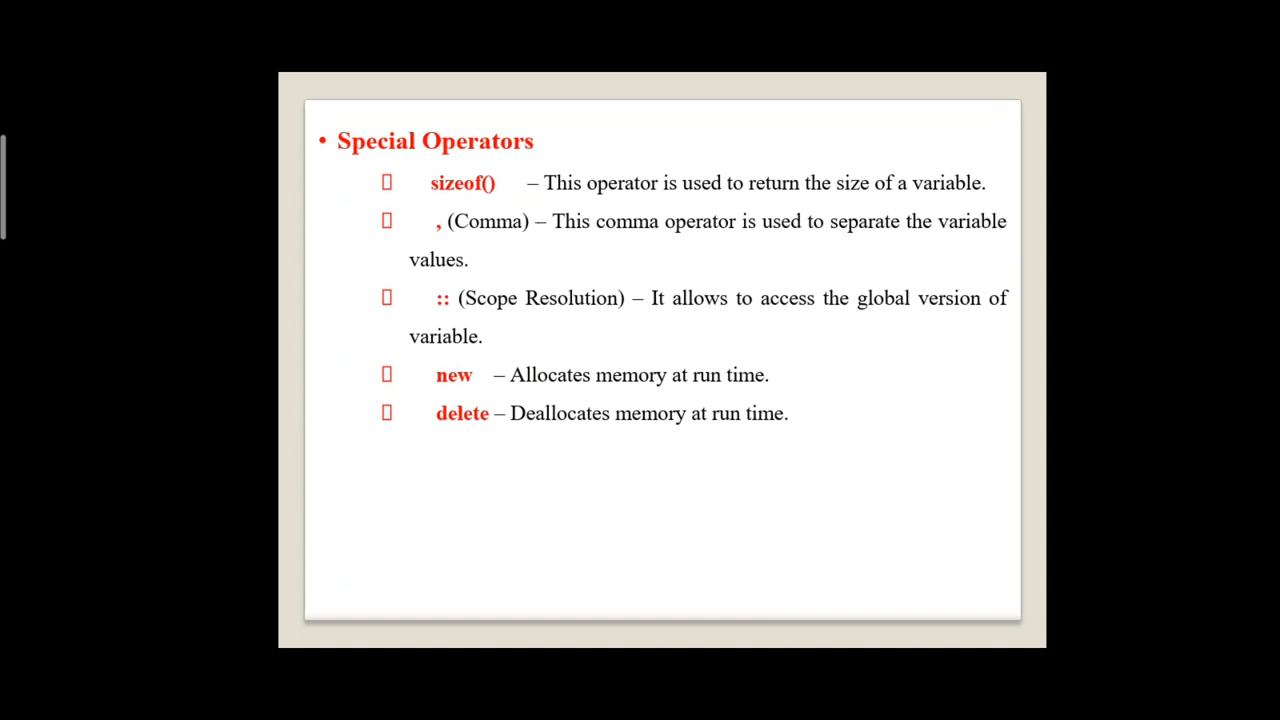 • Special Operators
sizeof() – This operator is used to return the size of a variable.
, (Comma) – This comma operator is used to separate the variable
values.
:: (Scope Resolution) – It allows to access the global version of
variable.
new – Allocates memory at run time.
delete – Deallocates memory at run time.